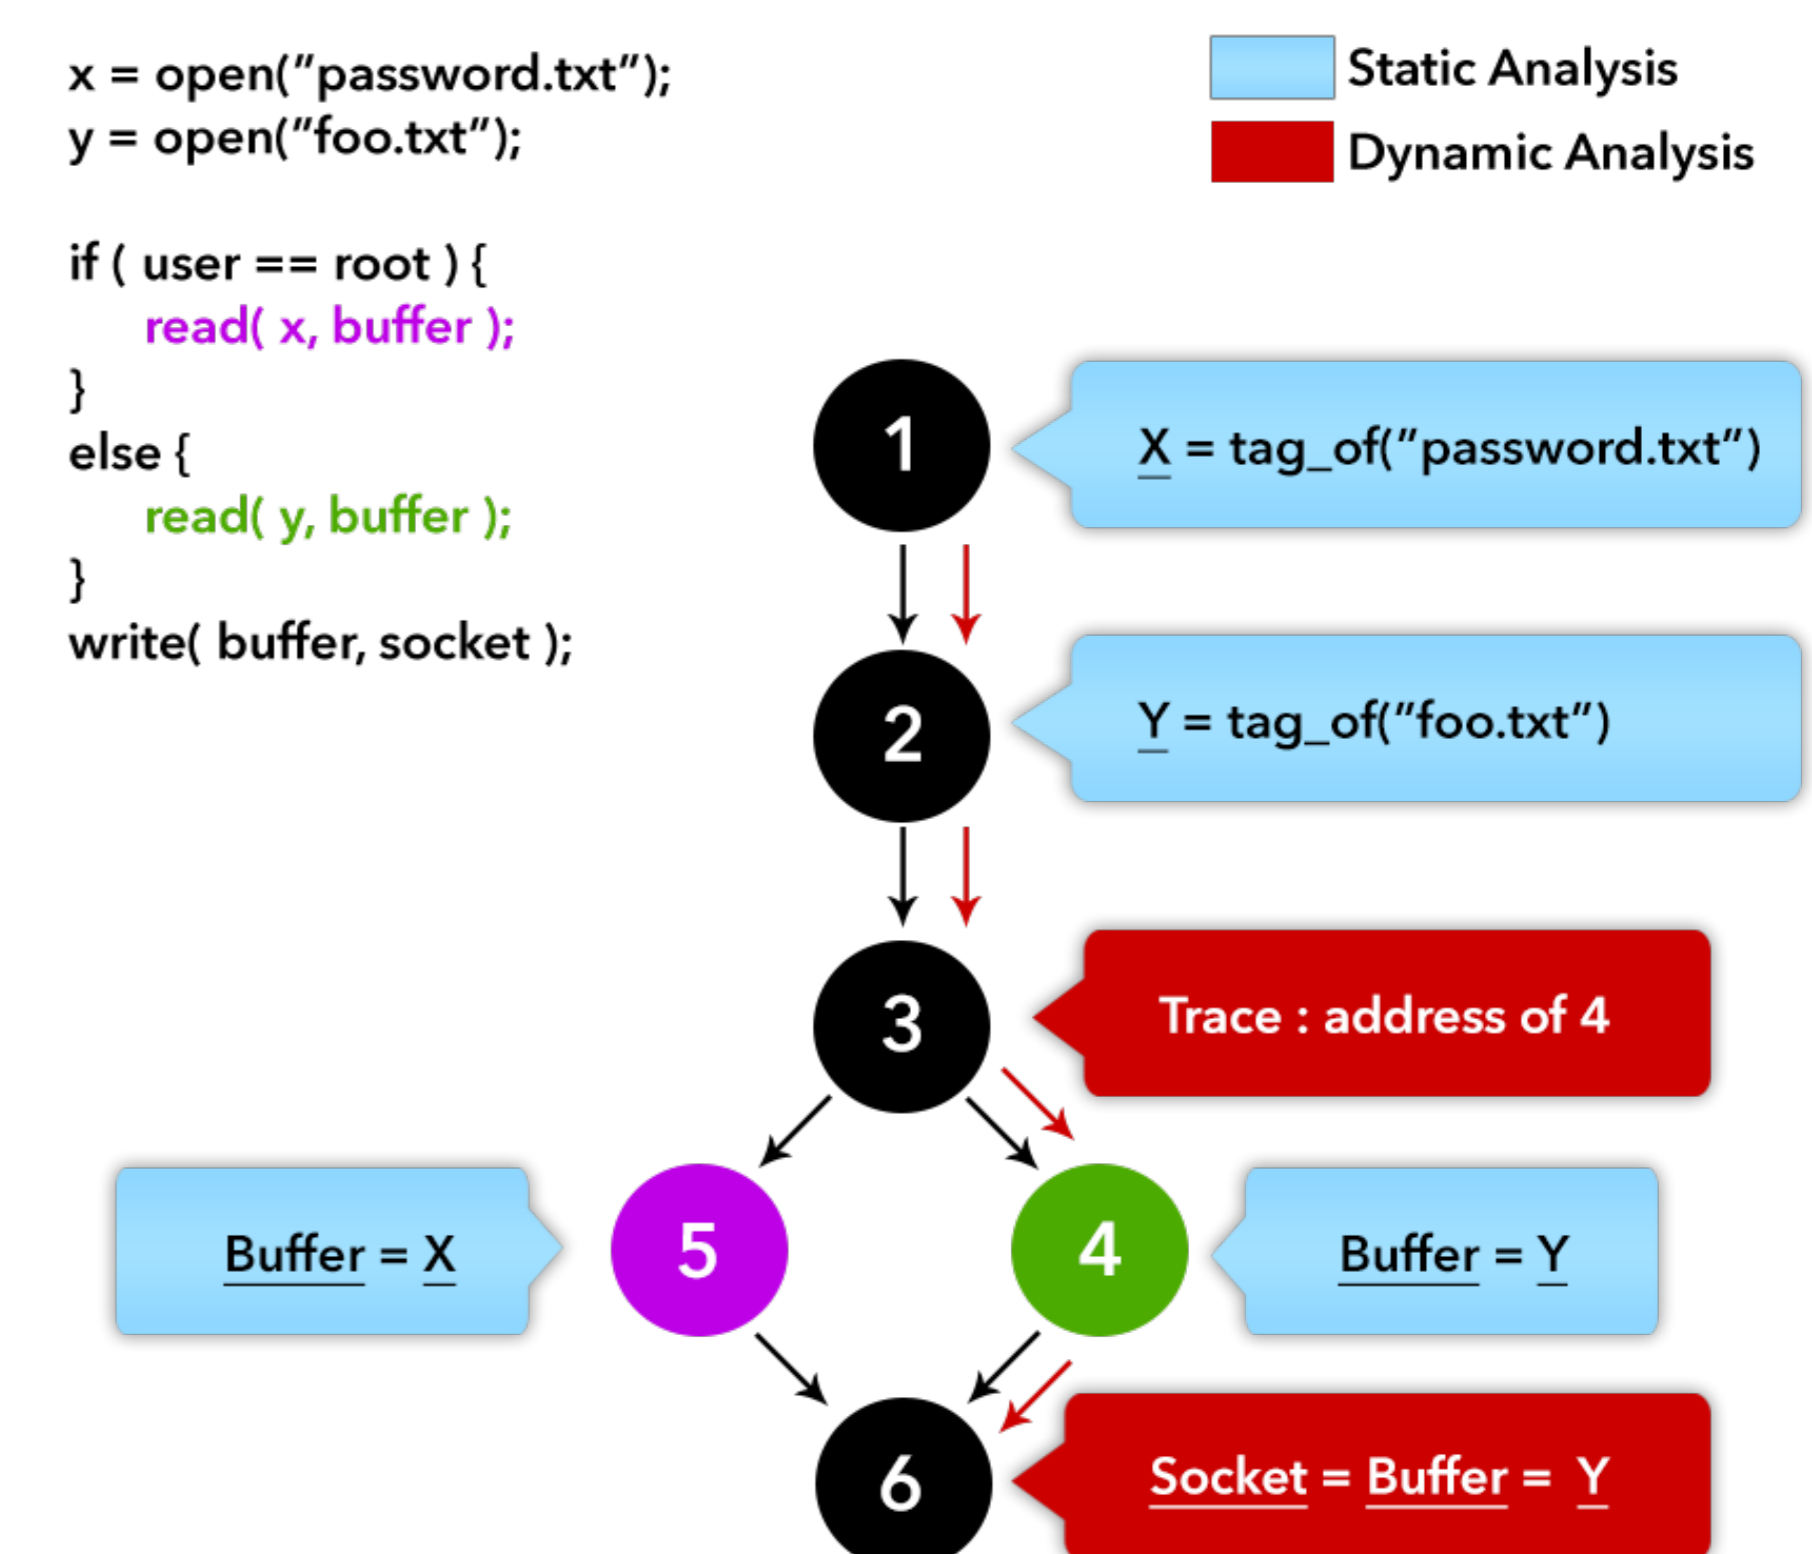 x = open(”password.txt”);
y = open(”foo.txt”);
if ( user == root ) {
read( x, buffer );
}
else {
read( y, buffer );
}
write( buffer, socket );
Static Analysis
Dynamic Analysis
1
X = tag_of(”password.txt”)
2
Y = tag_of(”foo.txt”)
3
Trace : address of 4
Buffer = X
5
4
Buffer = Y
6
Socket = Buffer = Y